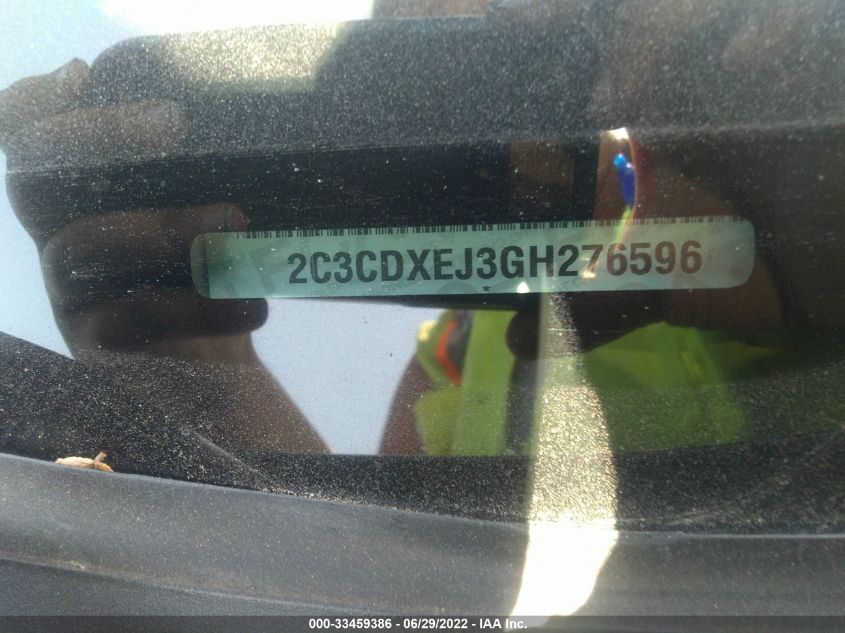 2C3CDXEJ3GH276596
*
000-33459386 - 06/29/2022 - IAA Inc.